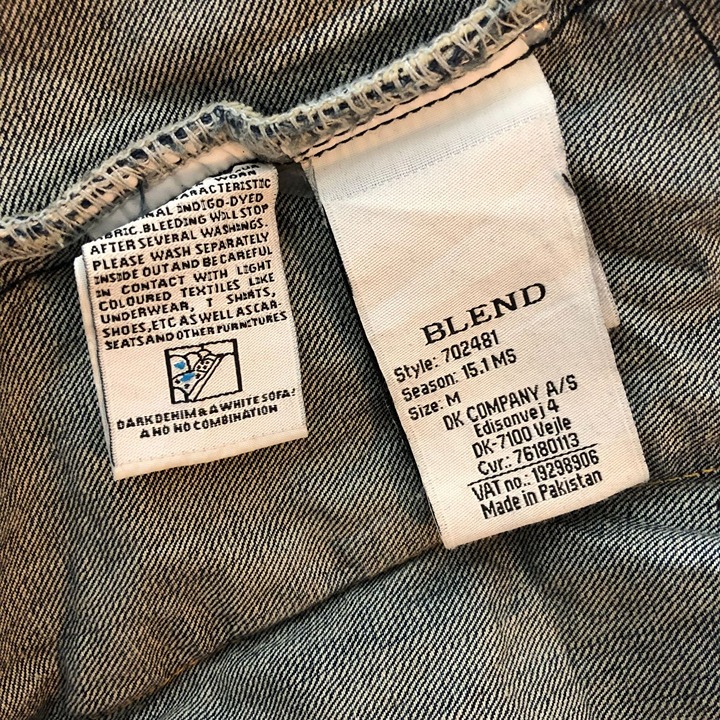 WORN
CHARACTERISTIC
INDIGO-DYED
FABRIC. BLEEDING WILL STOP
AFTER SEVERAL WASHINGS.
PLEASE WASH SEPARATELY
INSIDE OUT AND BE CAREFUL
IN CONTACT WITH LIGHT
COLOURED TEXTILES LIKE
UNDERWEAR, T SHIRTS,
SHOES, ETC AS WELL AS CAR-
SEATS AND OTHER FURNITURES
DARK DENIM & A WHITE SOFA?
A NO NO COMBINATION
BLEND
Style: 702481
Season: 15.1 MS
Size: M
DK COMPANY A/S
Edisonvej 4
DK-7100 Vejle
Cvr.: 76180113
VAT no.: 19298906
Made in Pakistan